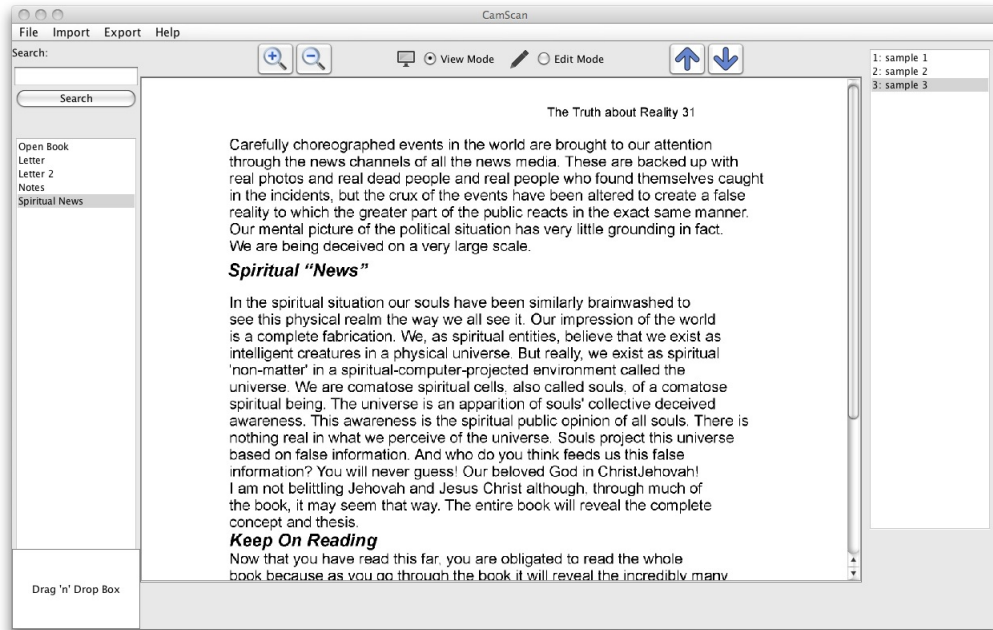 CamScan
File Import Export Help
Search:
Search
View Mode
Edit Mode
Open Book
Letter
Letter 2
Notes
Spiritual News
Drag 'n' Drop Box
The Truth about Reality 31
Carefully choreographed events in the world are brought to our attention
through the news channels of all the news media. These are backed up with
real photos and real dead people and real people who found themselves caught
in the incidents, but the crux of the events have been altered to create a false
reality to which the greater part of the public reacts in the exact same manner.
Our mental picture of the political situation has very little grounding in fact.
We are being deceived on a very large scale.
Spiritual “News”
In the spiritual situation our souls have been similarly brainwashed to
see this physical realm the way we all see it. Our impression of the world
is a complete fabrication. We, as spiritual entities, believe that we exist as
intelligent creatures in a physical universe. But really, we exist as spiritual
'non-matter' in a spiritual-computer-projected environment called the
universe. We are comatose spiritual cells, also called souls, of a comatose
spiritual being. The universe is an apparition of souls' collective deceived
awareness. This awareness is the spiritual public opinion of all souls. There is
nothing real in what we perceive of the universe. Souls project this universe
based on false information. And who do you think feeds us this false
information? You will never guess! Our beloved God in ChristJehovah!
I am not belittling Jehovah and Jesus Christ although, through much of
the book, it may seem that way. The entire book will reveal the complete
concept and thesis.
Keep On Reading
Now that you have read this far, you are obligated to read the whole
book because as you go through the book it will reveal the incredibly many
1: sample 1
2: sample 2
3: sample 3